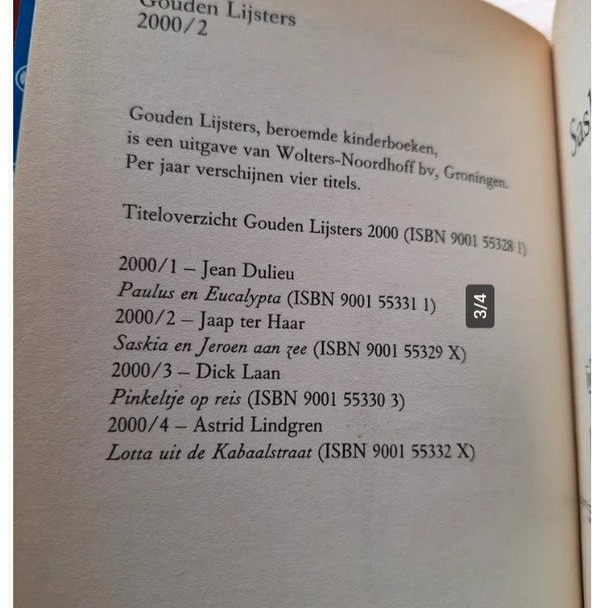 Gouden Lijsters
2000/2
Gouden Lijsters, beroemde kinderboeken,
is een uitgave van Wolters-Noordhoff bv, Groningen.
Per jaar verschijnen vier titels.
Titeloverzicht Gouden Lijsters 2000 (ISBN 9001 55328 1)
2000/1 – Jean Dulieu
Paulus en Eucalypta (ISBN 9001 55331 1)
2000/2 – Jaap ter Haar
Saskia en Jeroen aan zee (ISBN 9001 55329 X)
2000/3 – Dick Laan
Pinkeltje op reis (ISBN 9001 55330 3)
2000/4 – Astrid Lindgren
Lotta uit de Kabaalstraat (ISBN 9001 55332 X)
3/4